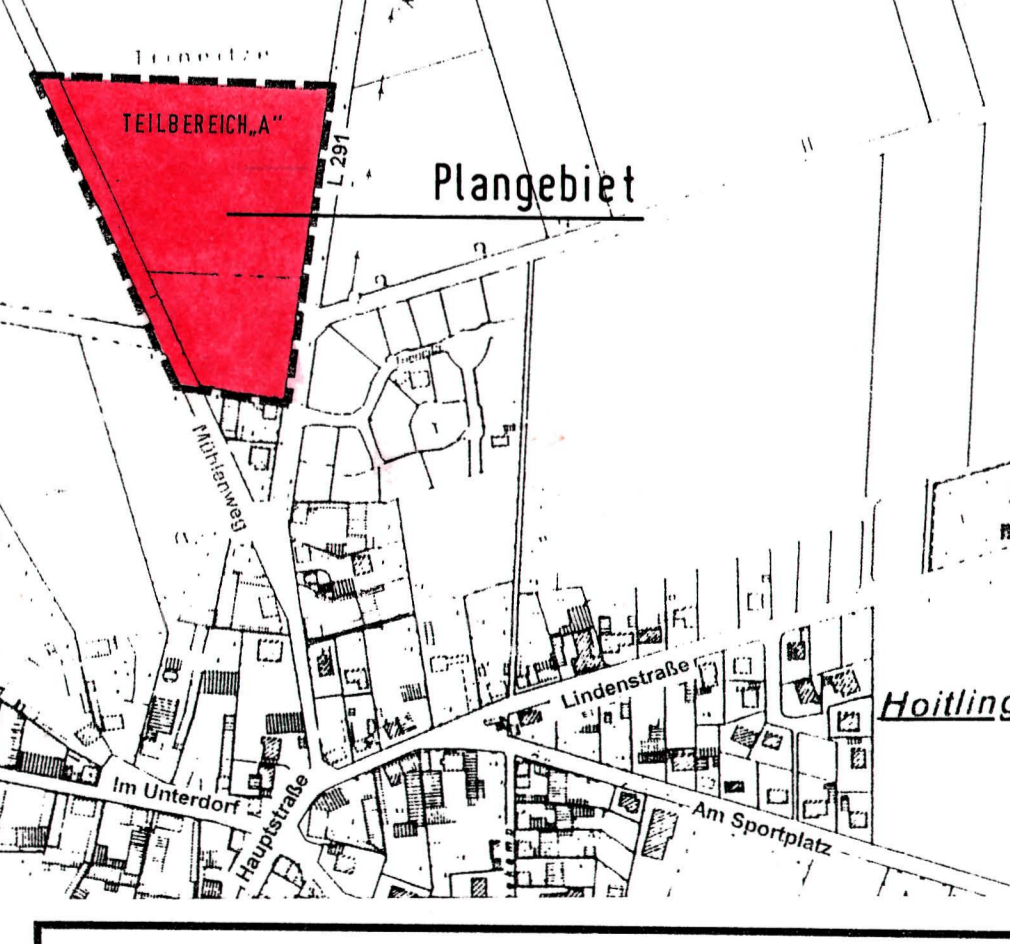 TEILBEREICH„A"
L 291
Plangebiet
Mühlenweg
Lindenstraße
Hoitling
Im Unterdorf
Hauptstraße
Am Sportplatz